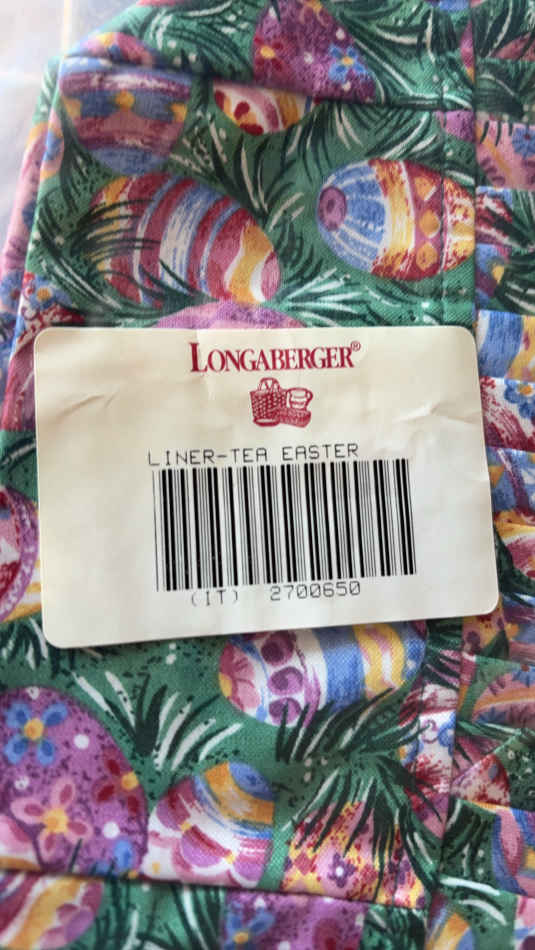 LONGABERGER®
LINER-TEA EASTER
(IT) 2700650